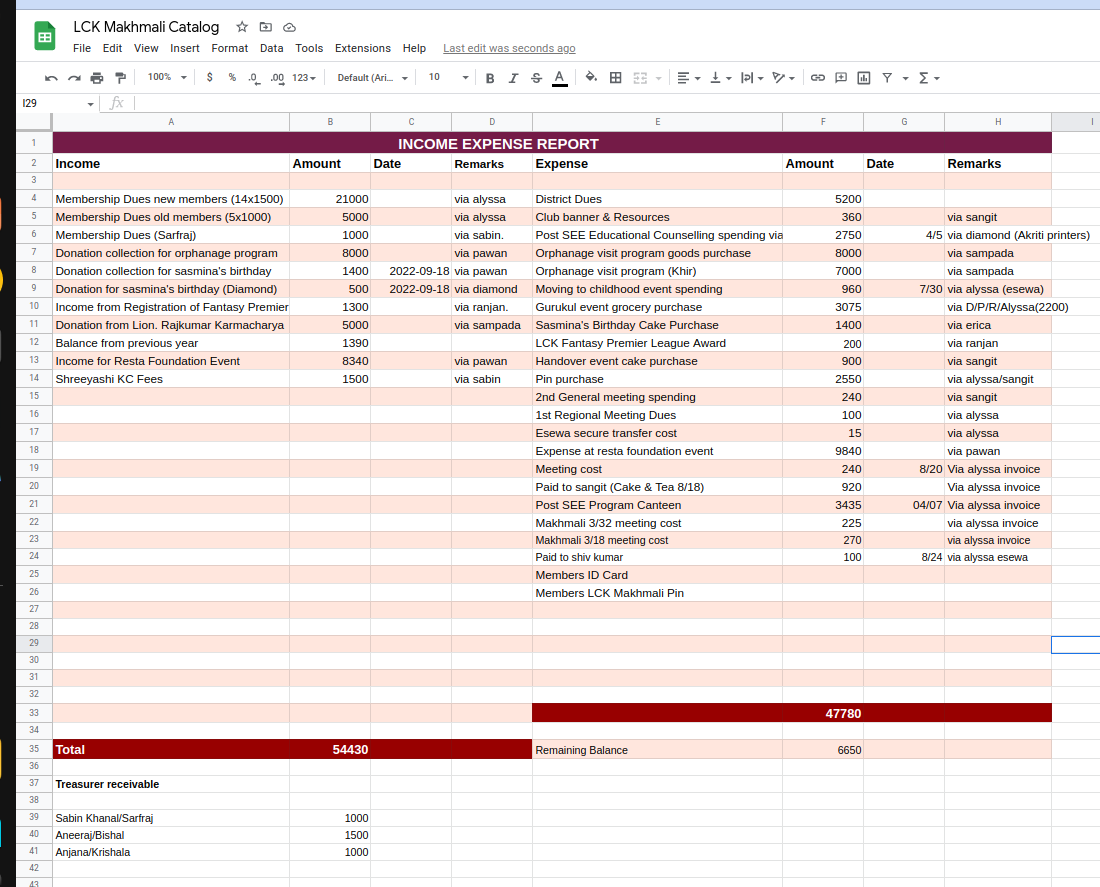 LCK Makhmali Catalog
File Edit View Insert Format Data Tools Extensions Help Last edit was seconds ago
100% $ % .0 .00 123 Default (Ari... 10 B I S A
I29 fx
A B C D E F G H I
1 INCOME EXPENSE REPORT
2 Income Amount Date Remarks Expense Amount Date Remarks
3
4 Membership Dues new members (14x1500) 21000 via alyssa District Dues 5200
5 Membership Dues old members (5x1000) 5000 via alyssa Club banner & Resources 360 via sangit
6 Membership Dues (Sarfraj) 1000 via sabin. Post SEE Educational Counselling spending via 2750 4/5 via diamond (Akriti printers)
7 Donation collection for orphanage program 8000 via pawan Orphanage visit program goods purchase 8000 via sampada
8 Donation collection for sasmina's birthday 1400 2022-09-18 via pawan Orphanage visit program (Khir) 7000 via sampada
9 Donation for sasmina's birthday (Diamond) 500 2022-09-18 via diamond Moving to childhood event spending 960 7/30 via alyssa (esewa)
10 Income from Registration of Fantasy Premier 1300 via ranjan. Gurukul event grocery purchase 3075 via D/P/R/Alyssa(2200)
11 Donation from Lion. Rajkumar Karmacharya 5000 via sampada Sasmina's Birthday Cake Purchase 1400 via erica
12 Balance from previous year 1390 LCK Fantasy Premier League Award 200 via ranjan
13 Income for Resta Foundation Event 8340 via pawan Handover event cake purchase 900 via sangit
14 Shreeyashi KC Fees 1500 via sabin Pin purchase 2550 via alyssa/sangit
15 2nd General meeting spending 240 via sangit
16 1st Regional Meeting Dues 100 via alyssa
17 Esewa secure transfer cost 15 via alyssa
18 Expense at resta foundation event 9840 via pawan
19 Meeting cost 240 8/20 Via alyssa invoice
20 Paid to sangit (Cake & Tea 8/18) 920 Via alyssa invoice
21 Post SEE Program Canteen 3435 04/07 Via alyssa invoice
22 Makhmali 3/32 meeting cost 225 via alyssa invoice
23 Makhmali 3/18 meeting cost 270 via alyssa invoice
24 Paid to shiv kumar 100 8/24 via alyssa esewa
25 Members ID Card
26 Members LCK Makhmali Pin
27
28
29
30
31
32
33 47780
34
35 Total 54430 Remaining Balance 6650
36
37 Treasurer receivable
38
39 Sabin Khanal/Sarfraj 1000
40 Aneeraj/Bishal 1500
41 Anjana/Krishala 1000
42
43